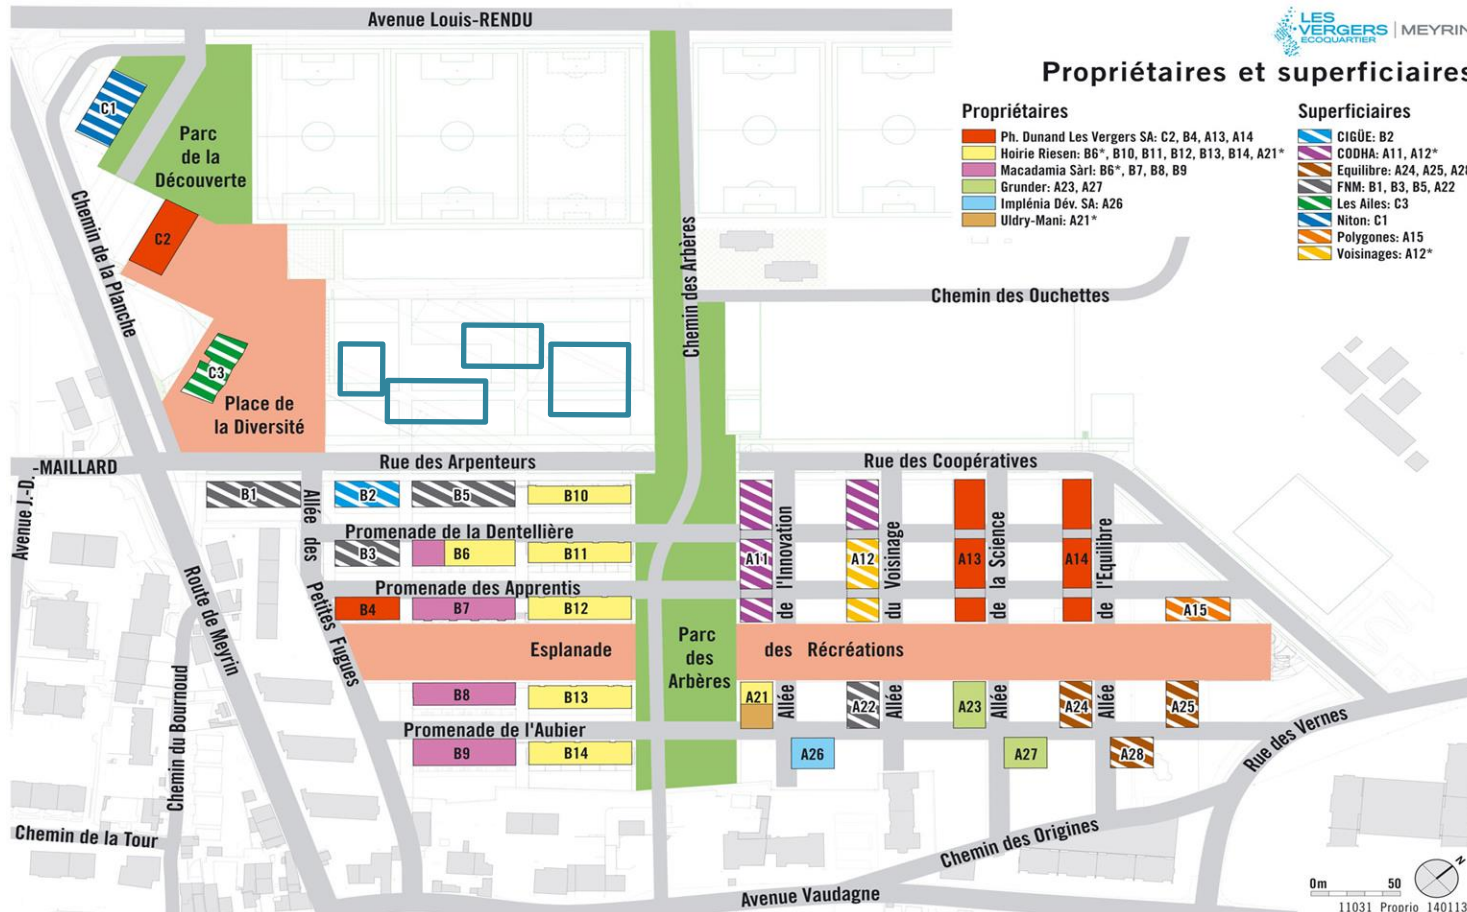 Avenue Louis-RENDU
LES
VERGERS
ECOQUARTIER
MEYRIN
Propriétaires et superficiaires
Propriétaires
Ph. Dunand Les Vergers SA: C2, B4, A13, A14
Hoirie Riesen: B6*, B10, B11, B12, B13, B14, A21*
Macadamia Sàrl: B6*, B7, B8, B9
Grunder: A23, A27
Implénia Dév. SA: A26
Uldry-Mani: A21*
Superficiaires
CIGÜE: B2
CODHA: A11, A12*
Equilibre: A24, A25, A28
FNM: B1, B3, B5, A22
Les Ailes: C3
Niton: C1
Polygones: A15
Voisinages: A12*
C1
Parc
de la
Découverte
Chemin de la Planche
C2
C3
Place de
la Diversité
Chemin des Arbères
Chemin des Ouchettes
-MAILLARD
Avenue J.-D.
Rue des Arpenteurs
Rue des Coopératives
B1
Allée des
B2
B5
B10
Promenade de la Dentellière
B3
B6
B11
Promenade des Apprentis
B4
B7
B12
Petites Fugues
Route de Meyrin
A11
de l'Innovation
A12
du Voisinage
A13
de la Science
A14
de l'Equilibre
A15
Esplanade
Parc
des
Arbères
des Récréations
B8
B13
A21
Allée
A22
Allée
A23
Allée
A24
Allée
A25
Promenade de l'Aubier
B9
B14
A26
A27
A28
Chemin du Bournoud
Chemin de la Tour
Rue des Vernes
Chemin des Origines
Avenue Vaudagne
0m 50
N
11031 Proprio 140113